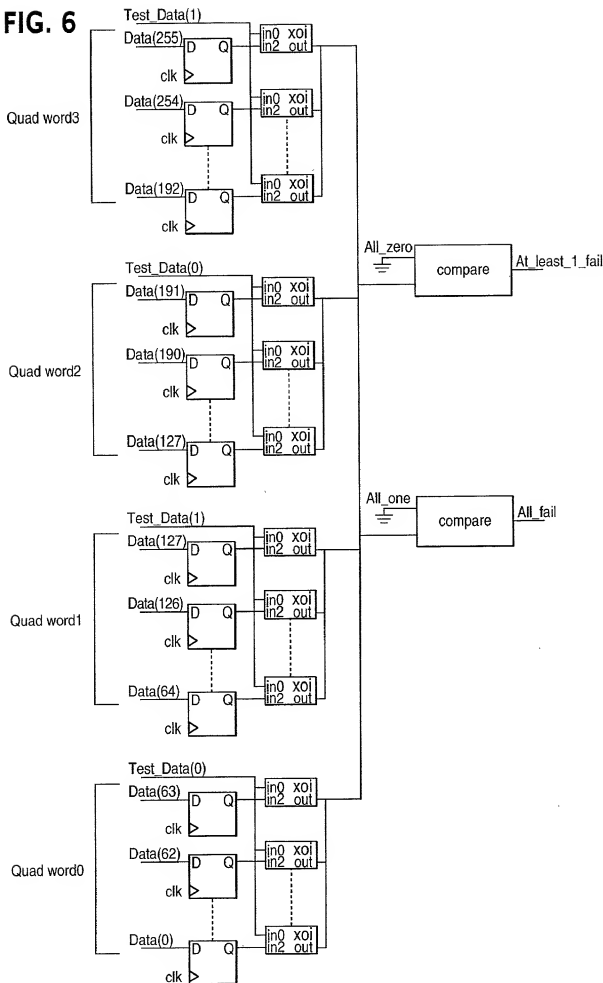 FIG. 6
Test_Data(1)
Data(255)
D Q
clk
in0 xoi
in2 out
Data(254)
D Q
clk
in0 xoi
in2 out
Quad word3
Data(192)
D Q
clk
in0 xoi
in2 out
All_zero
compare
At_least_1_fail
Test_Data(0)
Data(191)
D Q
clk
in0 xoi
in2 out
Data(190)
D Q
clk
in0 xoi
in2 out
Quad word2
Data(127)
D Q
clk
in0 xoi
in2 out
All_one
compare
All_fail
Test_Data(1)
Data(127)
D Q
clk
in0 xoi
in2 out
Data(126)
D Q
clk
in0 xoi
in2 out
Quad word1
Data(64)
D Q
clk
in0 xoi
in2 out
Test_Data(0)
Data(63)
D Q
clk
in0 xoi
in2 out
Data(62)
D Q
clk
in0 xoi
in2 out
Quad word0
Data(0)
D Q
clk
in0 xoi
in2 out